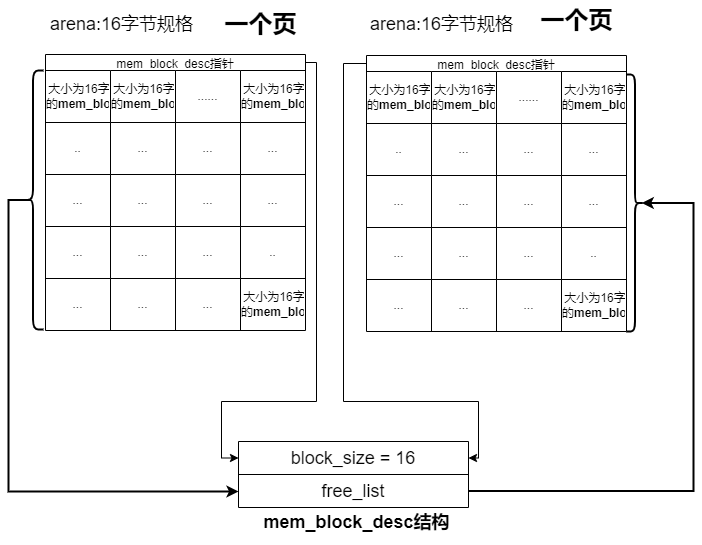 arena:16字节规格 一个页
arena:16字节规格 一个页
mem_block_desc指针
大小为16字 大小为16字 ...... 大小为16字
的mem_blo 的mem_blo 的mem_blo
.. ... ... ...
... ... ... ...
... ... ... ..
... ... ... 大小为16字
的mem_blo
mem_block_desc指针
大小为16字 大小为16字 ...... 大小为16字
的mem_blo 的mem_blo 的mem_blo
.. ... ... ...
... ... ... ...
... ... ... ..
... ... ... 大小为16字
的mem_blo
block_size = 16
free_list
mem_block_desc结构